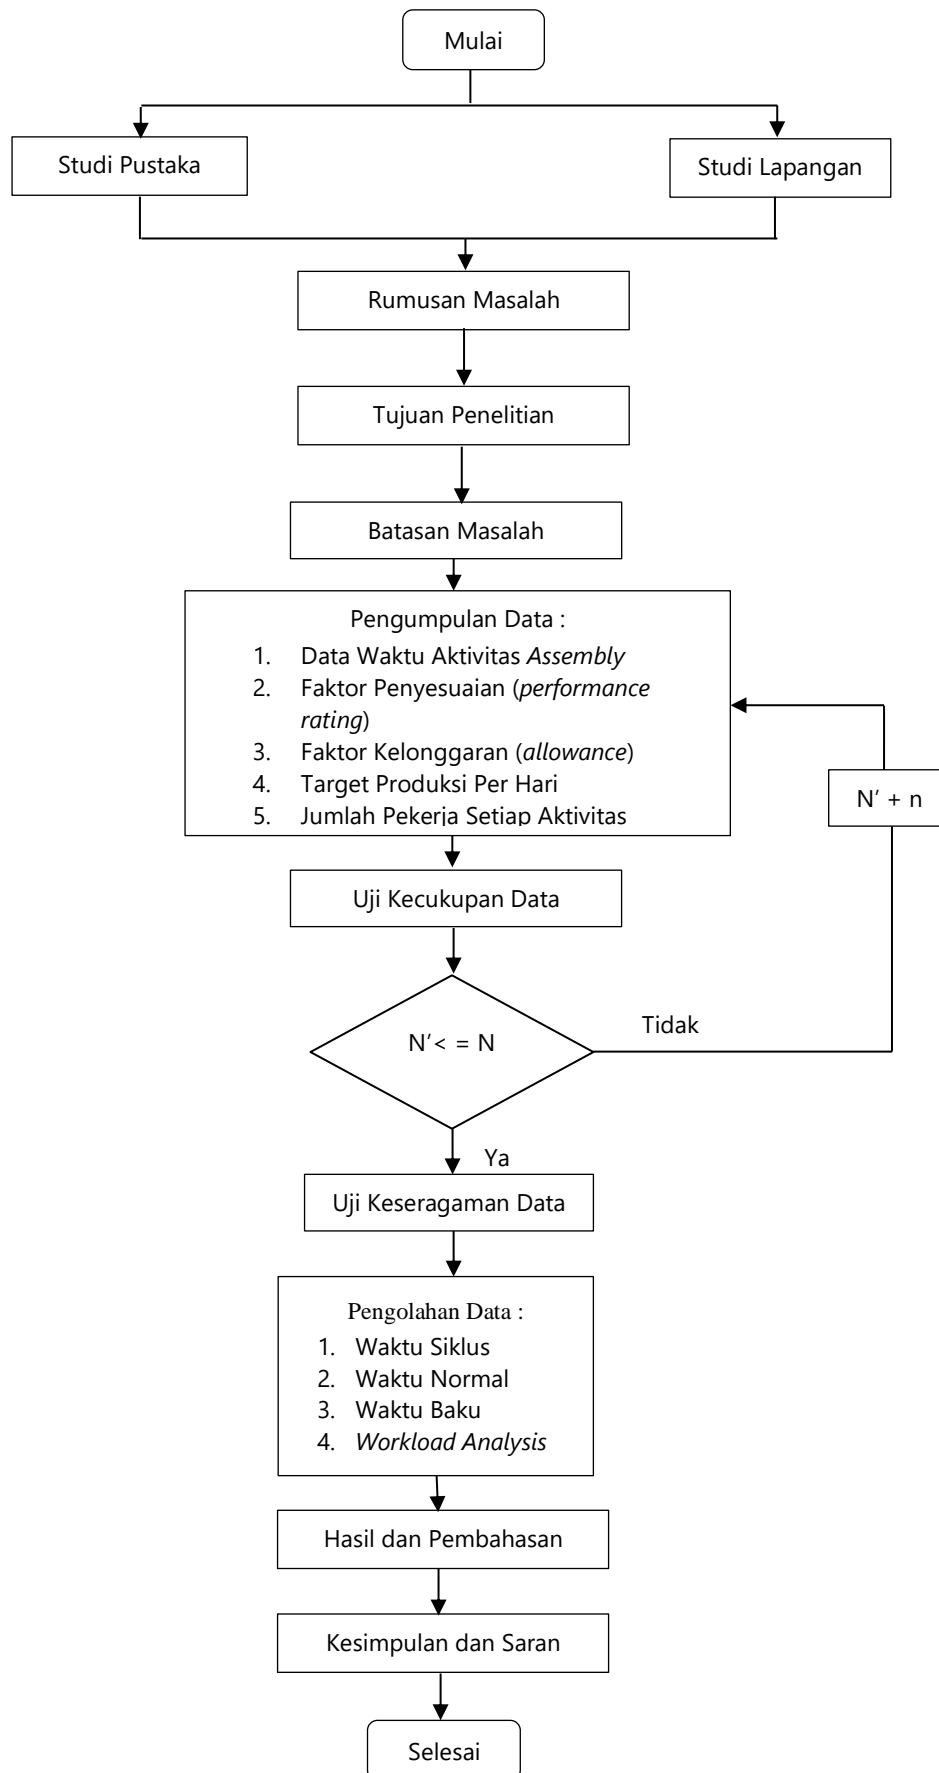 Mulai
Studi Pustaka
Studi Lapangan
Rumusan Masalah
Tujuan Penelitian
Batasan Masalah
Pengumpulan Data :
1. Data Waktu Aktivitas Assembly
2. Faktor Penyesuaian (performance
rating)
3. Faktor Kelonggaran (allowance)
4. Target Produksi Per Hari
5. Jumlah Pekerja Setiap Aktivitas
N' + n
Uji Kecukupan Data
Tidak
N'< = N
Ya
Uji Keseragaman Data
Pengolahan Data :
1. Waktu Siklus
2. Waktu Normal
3. Waktu Baku
4. Workload Analysis
Hasil dan Pembahasan
Kesimpulan dan Saran
Selesai